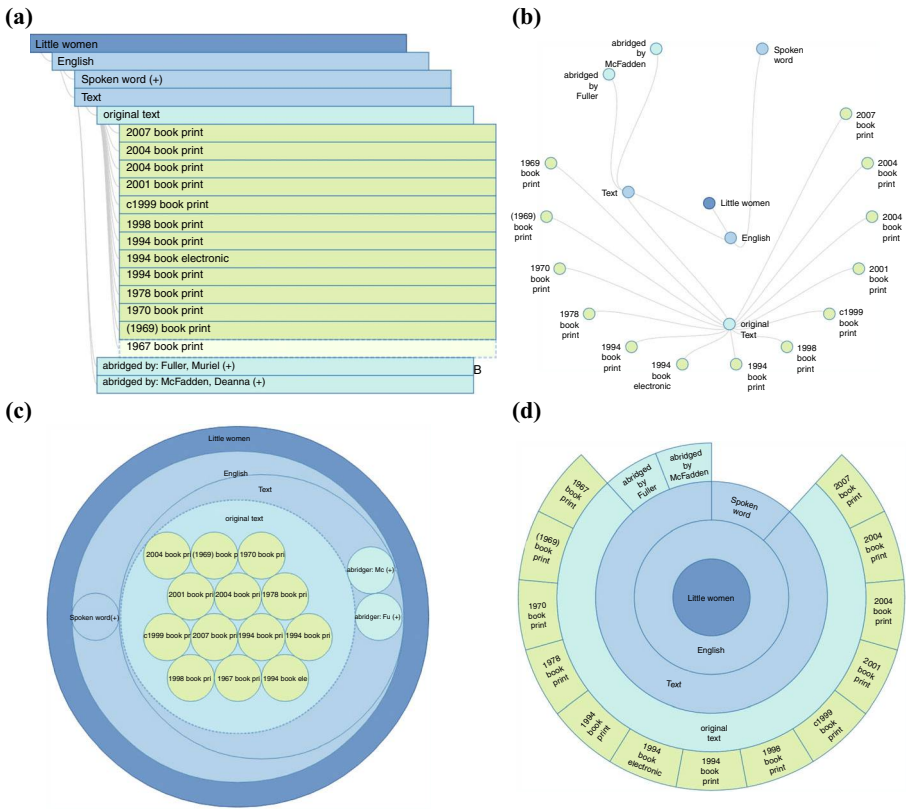 (a)
Little women
English
Spoken word (+)
Text
original text
2007 book print
2004 book print
2004 book print
2001 book print
c1999 book print
1998 book print
1994 book print
1994 book electronic
1994 book print
1978 book print
1970 book print
(1969) book print
1967 book print
abridged by: Fuller, Muriel (+)
B
abridged by: McFadden, Deanna (+)
(b)
abridged
by
McFadden
Spoken
word
abridged
by
Fuller
2007
book
print
1969
book
print
2004
book
print
Text
Little women
(1969)
book
print
2004
book
print
English
1970
book
print
2001
book
print
1978
book
print
original
Text
c1999
book
print
1994
book
print
1994
book
electronic
1994
book
print
1998
book
print
(c)
Little women
English
Text
original text
2004 book pri
(1969) book p
1970 book pri
abridger: Mc (+)
2001 book pri
2004 book pri
1978 book pri
Spoken word(+)
abridger: Fu (+)
c1999 book pri
2007 book pri
1994 book pri
1994 book pri
1998 book pri
1967 book pri
1994 book ele
(d)
abridged
by
Fuller
abridged
by
McFadden
Spoken
word
1967
book
print
2007
book
print
(1969)
book
print
2004
book
print
1970
book
print
Little women
2004
book
print
English
1978
book
print
Text
2001
book
print
1994
book
print
original
text
c1999
book
print
1994
book
electronic
1994
book
print
1998
book
print